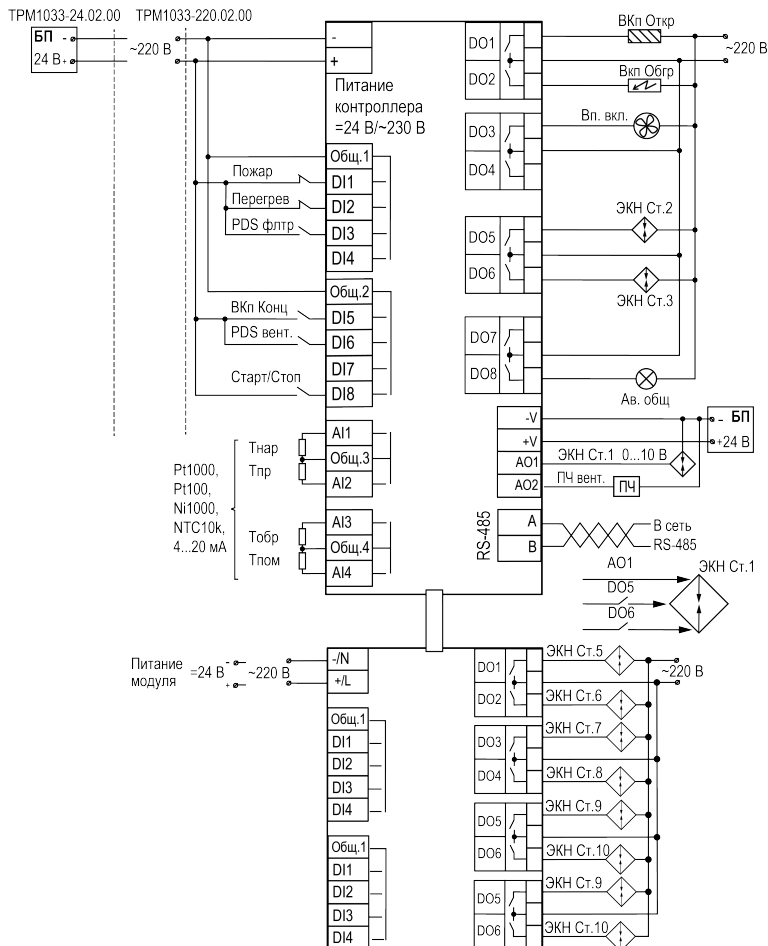 ТРМ1033-24.02.00 ТРМ1033-220.02.00
БП -
24 В +
~220 В
-
+
Питание
контроллера
=24 В/~230 В
Общ.1
Пожар
DI1
Перегрев
DI2
PDS флтр
DI3
DI4
Общ.2
ВКп Конц
DI5
PDS вент.
DI6
DI7
Старт/Стоп
DI8
AI1
Тнар
Общ.3
Тпр
AI2
Pt1000,
Pt100,
Ni1000,
NTC10k,
4...20 мА
AI3
Тобр
Общ.4
Тпом
AI4
DO1
ВКп Откр
~220 В
DO2
Вкп Обгр
DO3
Вп. вкл.
DO4
DO5
ЭКН Ст.2
DO6
ЭКН Ст.3
DO7
DO8
Ав. общ
-V
- БП
+V
+24 В
AO1
ЭКН Ст.1 0...10 В
AO2
ПЧ вент.
ПЧ
RS-485
A
В сеть
B
RS-485
AO1
ЭКН Ст.1
DO5
DO6
Питание
модуля
=24 В
-
+
~220 В
-/N
+/L
Общ.1
DI1
DI2
DI3
DI4
Общ.1
DI1
DI2
DI3
DI4
DO1
ЭКН Ст.5
~220 В
DO2
ЭКН Ст.6
DO3
ЭКН Ст.7
DO4
ЭКН Ст.8
DO5
ЭКН Ст.9
DO6
ЭКН Ст.10
DO5
ЭКН Ст.9
DO6
ЭКН Ст.10